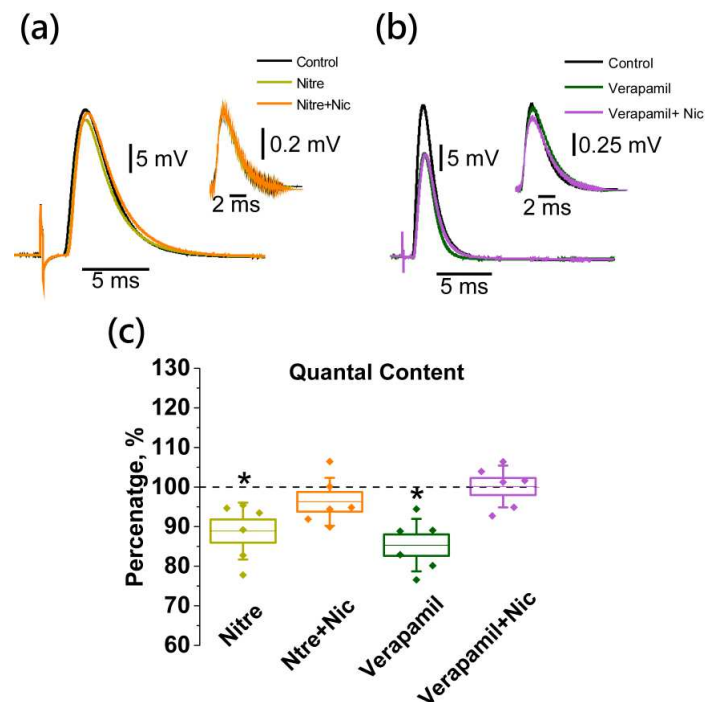 (a)
Control
Nitre
Nitre+Nic
5 mV
0.2 mV
2 ms
5 ms
(b)
Control
Verapamil
Verapamil+ Nic
5 mV
0.25 mV
2 ms
5 ms
(c)
Quantal Content
Percenatge, %
130
120
110
100
90
80
70
60
*
*
Nitre
Ntre+Nic
Verapamil
Verapamil+Nic